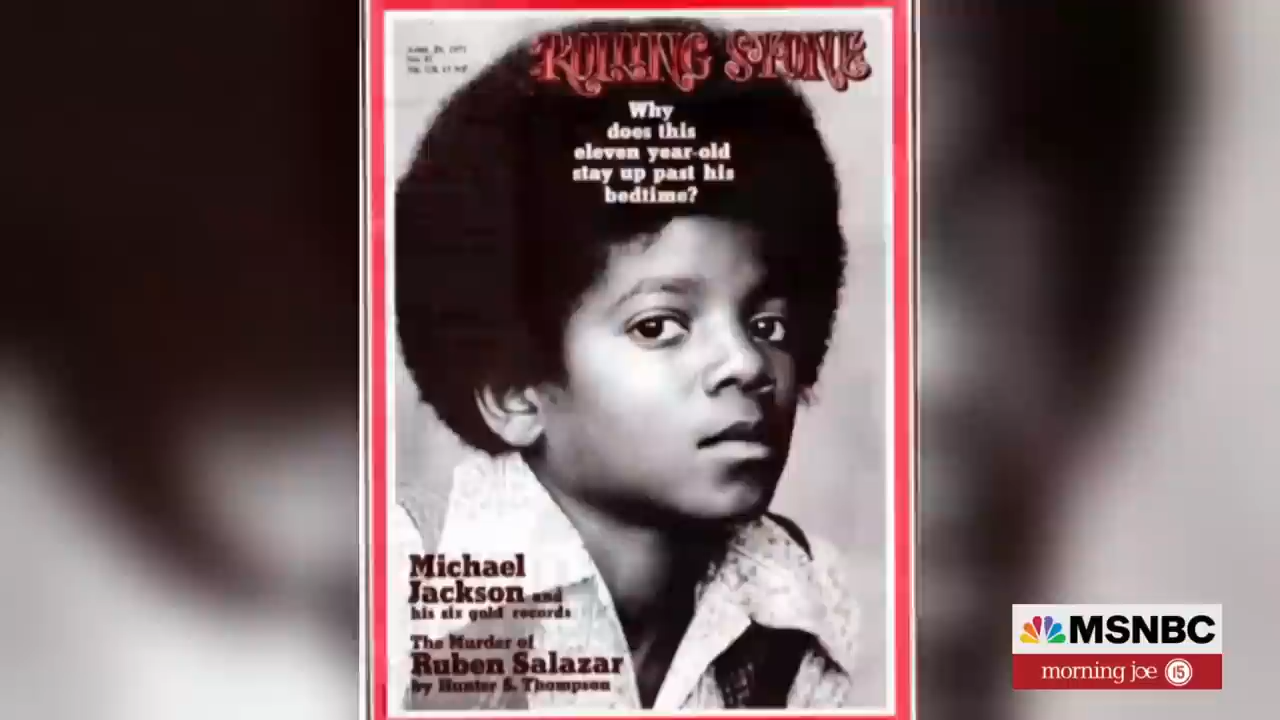 ROLLING STONE
Why
does this
eleven year-old
stay up past his
bedtime?
Michael
Jackson and
his six gold records
The Murder of
Ruben Salazar
by Hunter S. Thompson
MSNBC
morning joe 15